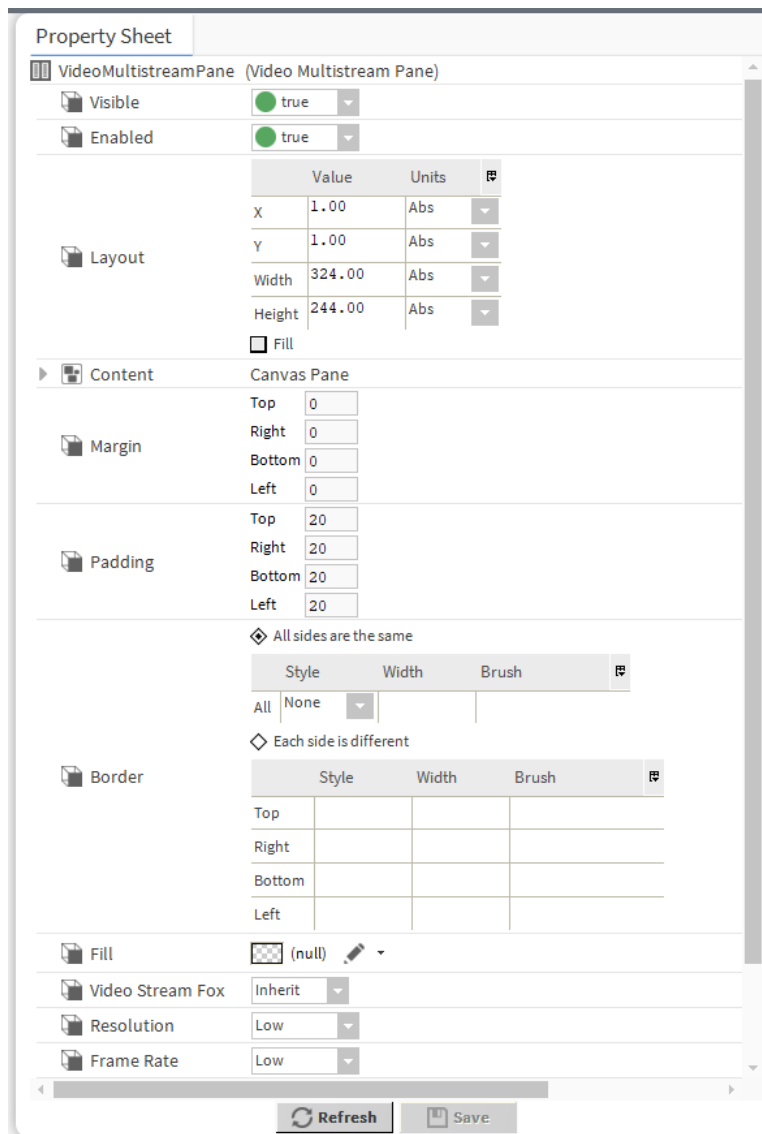 Property Sheet
VideoMultistreamPane (Video Multistream Pane)
Visible true
Enabled true
Value Units
X 1.00 Abs
Y 1.00 Abs
Layout
Width 324.00 Abs
Height 244.00 Abs
Fill
Content Canvas Pane
Top 0
Right 0
Margin
Bottom 0
Left 0
Top 20
Right 20
Padding
Bottom 20
Left 20
All sides are the same
Style Width Brush
All None
Each side is different
Border Style Width Brush
Top
Right
Bottom
Left
Fill (null)
Video Stream Fox Inherit
Resolution Low
Frame Rate Low
Refresh Save